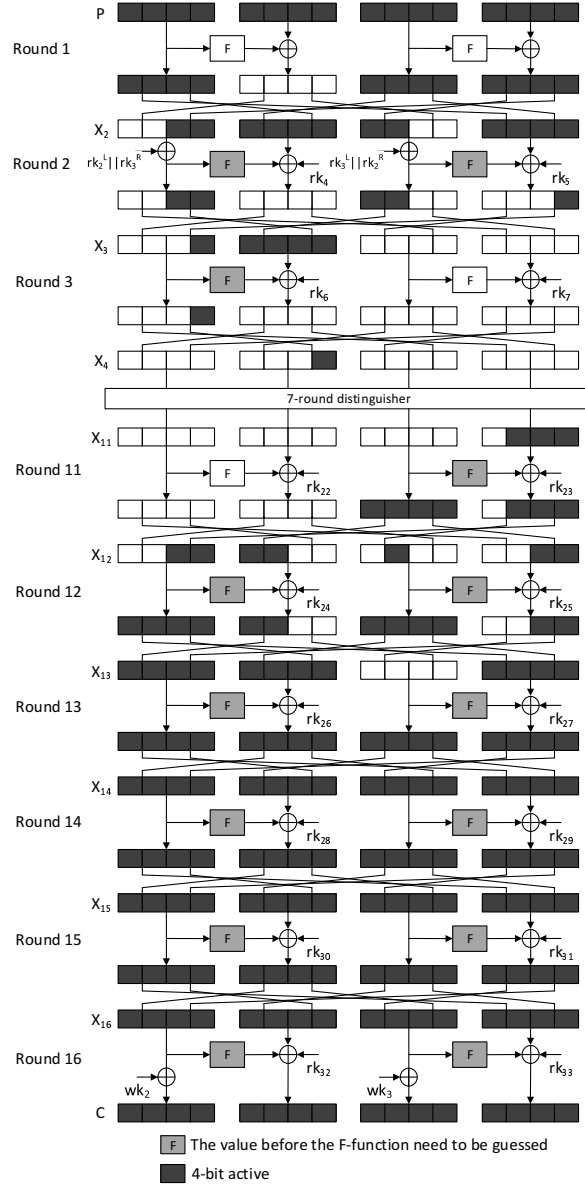 P
Round 1 F F
X₂
Round 2 rk₂ᴸ||rk₃ᴿ F rk₄ rk₃ᴸ||rk₂ᴿ F rk₅
X₃
Round 3 F rk₆ F rk₇
X₄
7-round distinguisher
X₁₁
Round 11 F rk₂₂ F rk₂₃
X₁₂
Round 12 F rk₂₄ F rk₂₅
X₁₃
Round 13 F rk₂₆ F rk₂₇
X₁₄
Round 14 F rk₂₈ F rk₂₉
X₁₅
Round 15 F rk₃₀ F rk₃₁
X₁₆
Round 16 F rk₃₂ F rk₃₃
wk₂ wk₃
C
F The value before the F-function need to be guessed
4-bit active